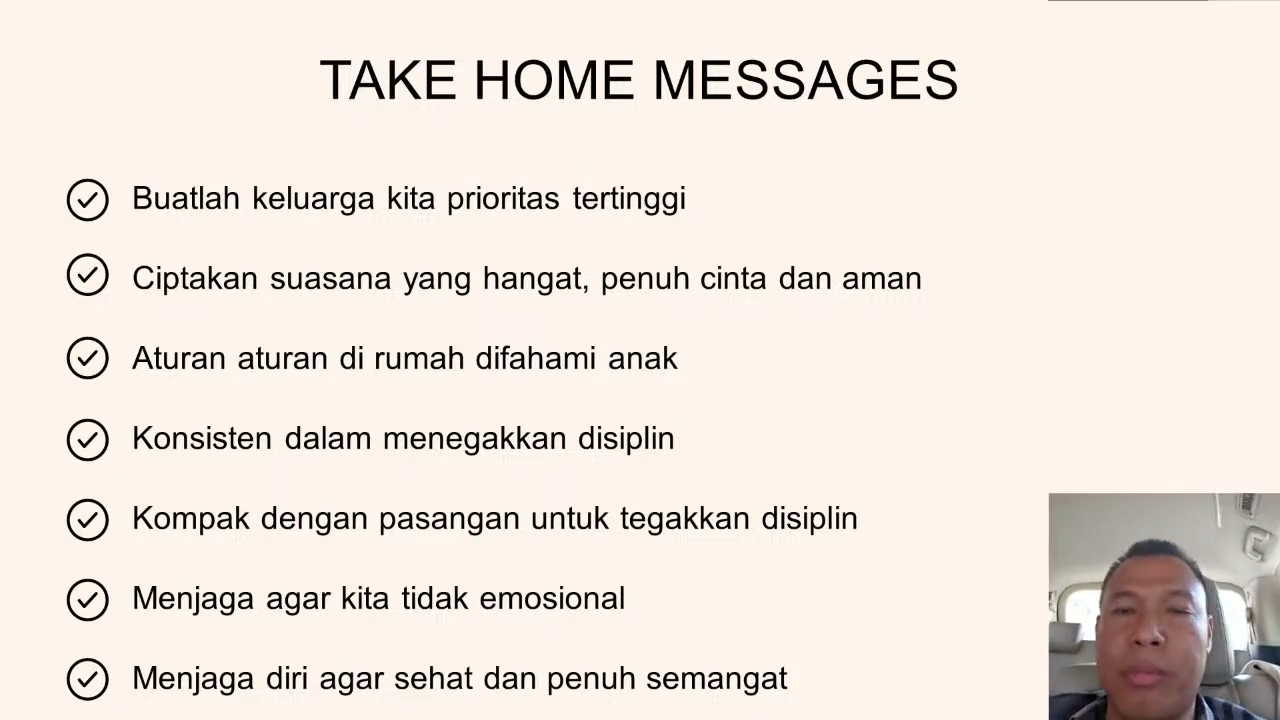 TAKE HOME MESSAGES
Buatlah keluarga kita prioritas tertinggi
Ciptakan suasana yang hangat, penuh cinta dan aman
Aturan aturan di rumah difahami anak
Konsisten dalam menegakkan disiplin
Kompak dengan pasangan untuk tegakkan disiplin
Menjaga agar kita tidak emosional
Menjaga diri agar sehat dan penuh semangat